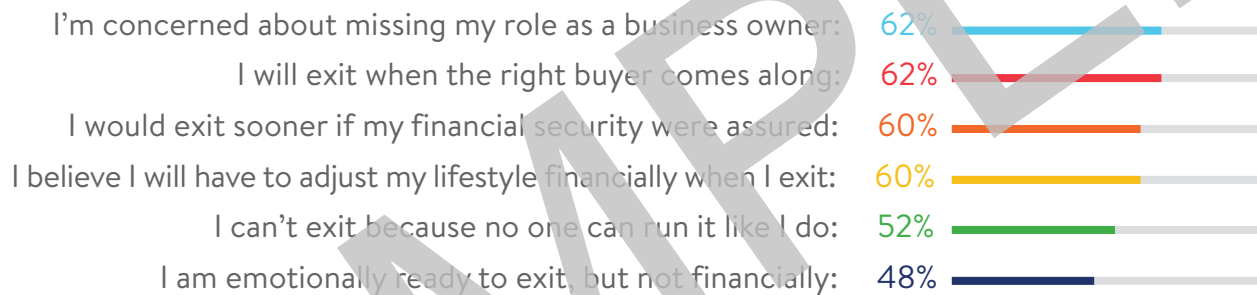 I'm concerned about missing my role as a business owner: 62%
I will exit when the right buyer comes along: 62%
I would exit sooner if my financial security were assured: 60%
I believe I will have to adjust my lifestyle financially when I exit: 60%
I can't exit because no one can run it like I do: 52%
I am emotionally ready to exit, but not financially: 48%